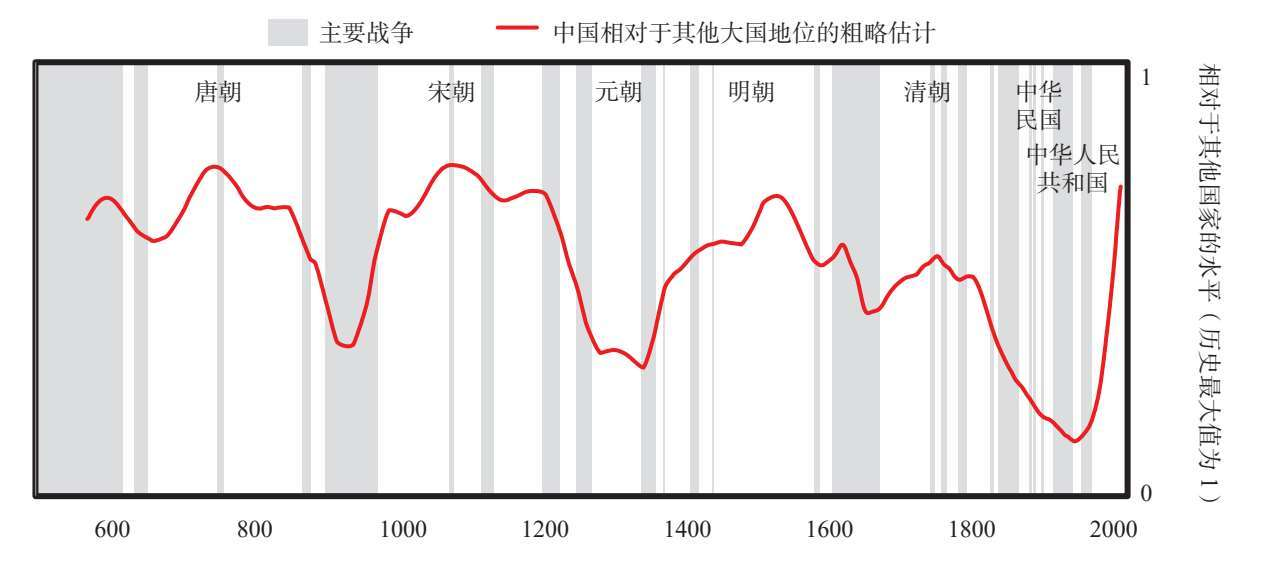 主要战争
中国相对于其他大国地位的粗略估计
唐朝
宋朝
元朝
明朝
清朝
中华
民国
中华人民
共和国
1
0
相对于其他国家的水平（历史最大值为 1）
600
800
1000
1200
1400
1600
1800
2000